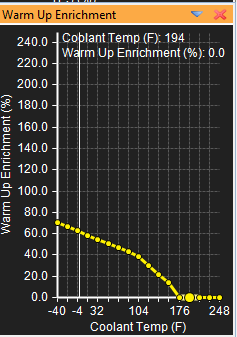 Warm Up Enrichment
Coolant Temp (F): 194
Warm Up Enrichment (%): 0.0
240.0
220.0
200.0
180.0
160.0
140.0
120.0
100.0
80.0
60.0
40.0
20.0
0.0
Warm Up Enrichment (%)
-40 -4 32 104 176 248
Coolant Temp (F)